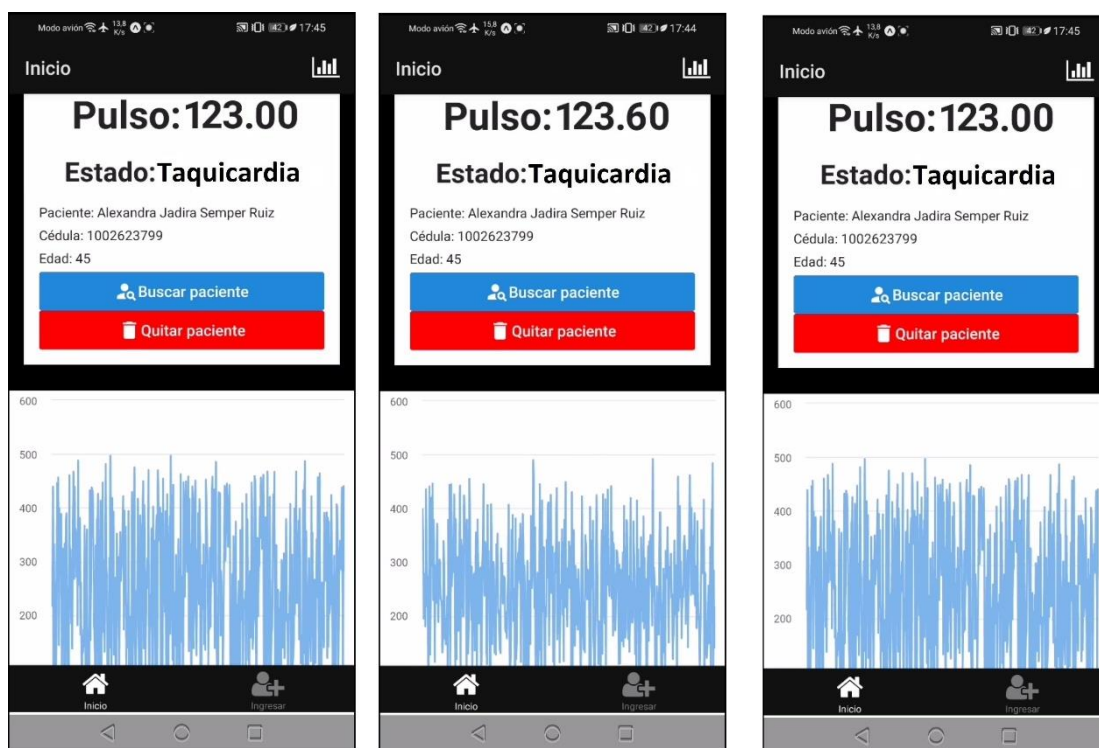 Modo avión 13,8 K/s 42 17:45
Inicio
Pulso:123.00
Estado:Taquicardia
Paciente: Alexandra Jadira Semper Ruiz
Cédula: 1002623799
Edad: 45
Buscar paciente
Quitar paciente
600
500
400
300
200
Inicio
Ingresar
Modo avión 15,8 K/s 42 17:44
Inicio
Pulso:123.60
Estado:Taquicardia
Paciente: Alexandra Jadira Semper Ruiz
Cédula: 1002623799
Edad: 45
Buscar paciente
Quitar paciente
600
500
400
300
200
Inicio
Ingresar
Modo avión 13,8 K/s 42 17:45
Inicio
Pulso:123.00
Estado:Taquicardia
Paciente: Alexandra Jadira Semper Ruiz
Cédula: 1002623799
Edad: 45
Buscar paciente
Quitar paciente
600
500
400
300
200
Inicio
Ingresar